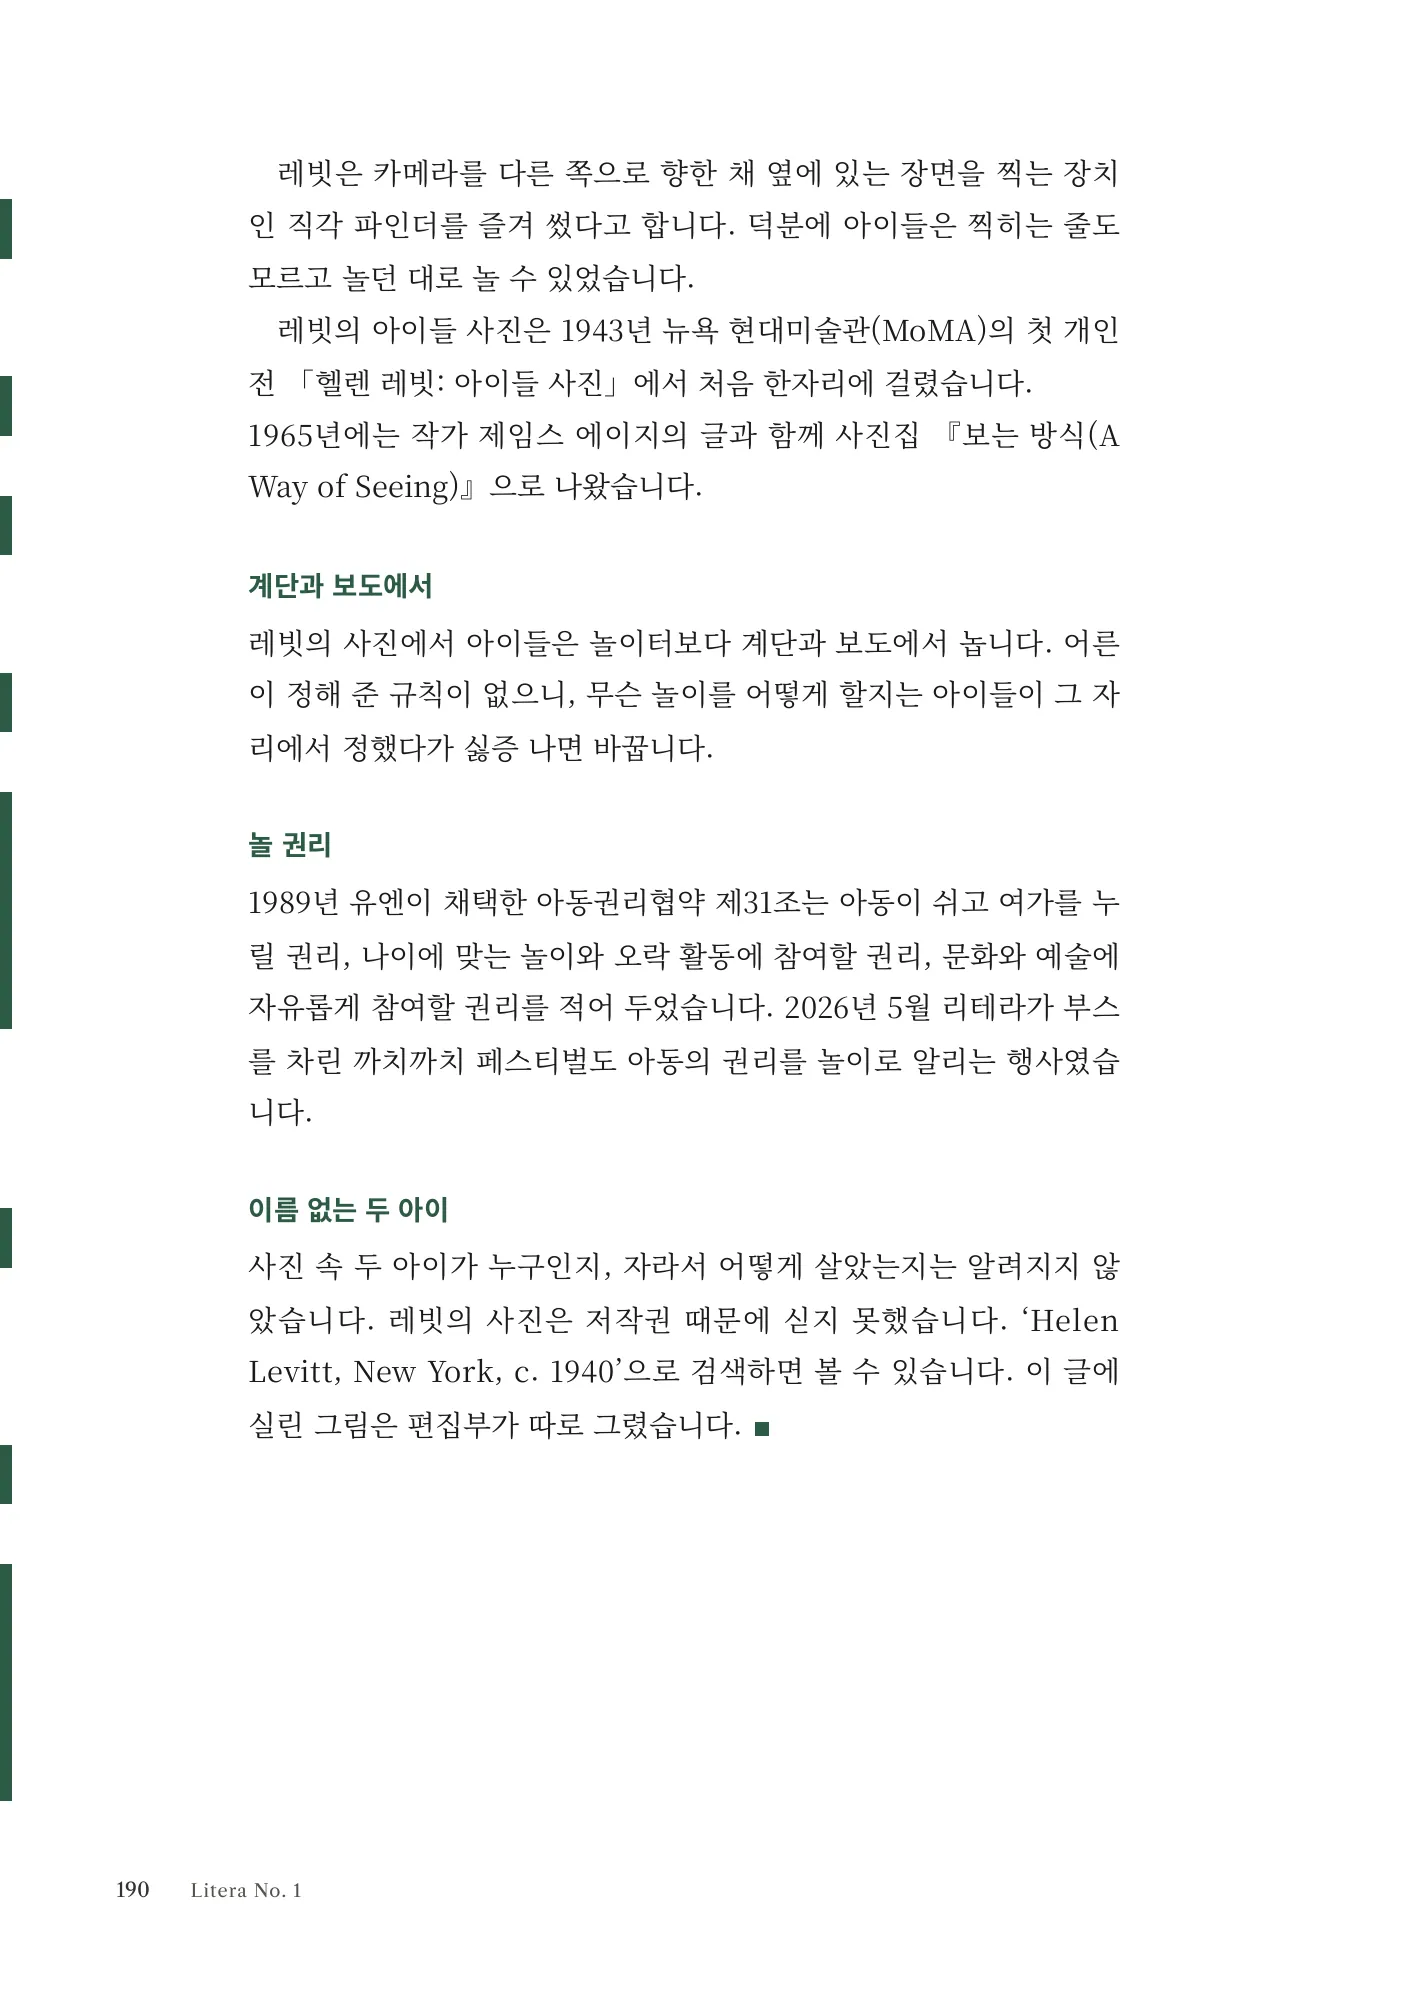 레빗은 카메라를 다른 쪽으로 향한 채 옆에 있는 장면을 찍는 장치
인 직각 파인더를 즐겨 썼다고 합니다. 덕분에 아이들은 찍히는 줄도
모르고 놀던 대로 놀 수 있었습니다.
레빗의 아이들 사진은 1943년 뉴욕 현대미술관(MoMA)의 첫 개인
전 「헬렌 레빗: 아이들 사진」에서 처음 한자리에 걸렸습니다.
1965년에는 작가 제임스 에이지의 글과 함께 사진집 『보는 방식(A
Way of Seeing)』으로 나왔습니다.
계단과 보도에서
레빗의 사진에서 아이들은 놀이터보다 계단과 보도에서 놉니다. 어른
이 정해 준 규칙이 없으니, 무슨 놀이를 어떻게 할지는 아이들이 그 자
리에서 정했다가 싫증 나면 바꿉니다.
놀 권리
1989년 유엔이 채택한 아동권리협약 제31조는 아동이 쉬고 여가를 누
릴 권리, 나이에 맞는 놀이와 오락 활동에 참여할 권리, 문화와 예술에
자유롭게 참여할 권리를 적어 두었습니다. 2026년 5월 리테라가 부스
를 차린 까치까치 페스티벌도 아동의 권리를 놀이로 알리는 행사였습
니다.
이름 없는 두 아이
사진 속 두 아이가 누구인지, 자라서 어떻게 살았는지는 알려지지 않
았습니다. 레빗의 사진은 저작권 때문에 싣지 못했습니다. ‘Helen
Levitt, New York, c. 1940’으로 검색하면 볼 수 있습니다. 이 글에
실린 그림은 편집부가 따로 그렸습니다. ■
190 Litera No. 1